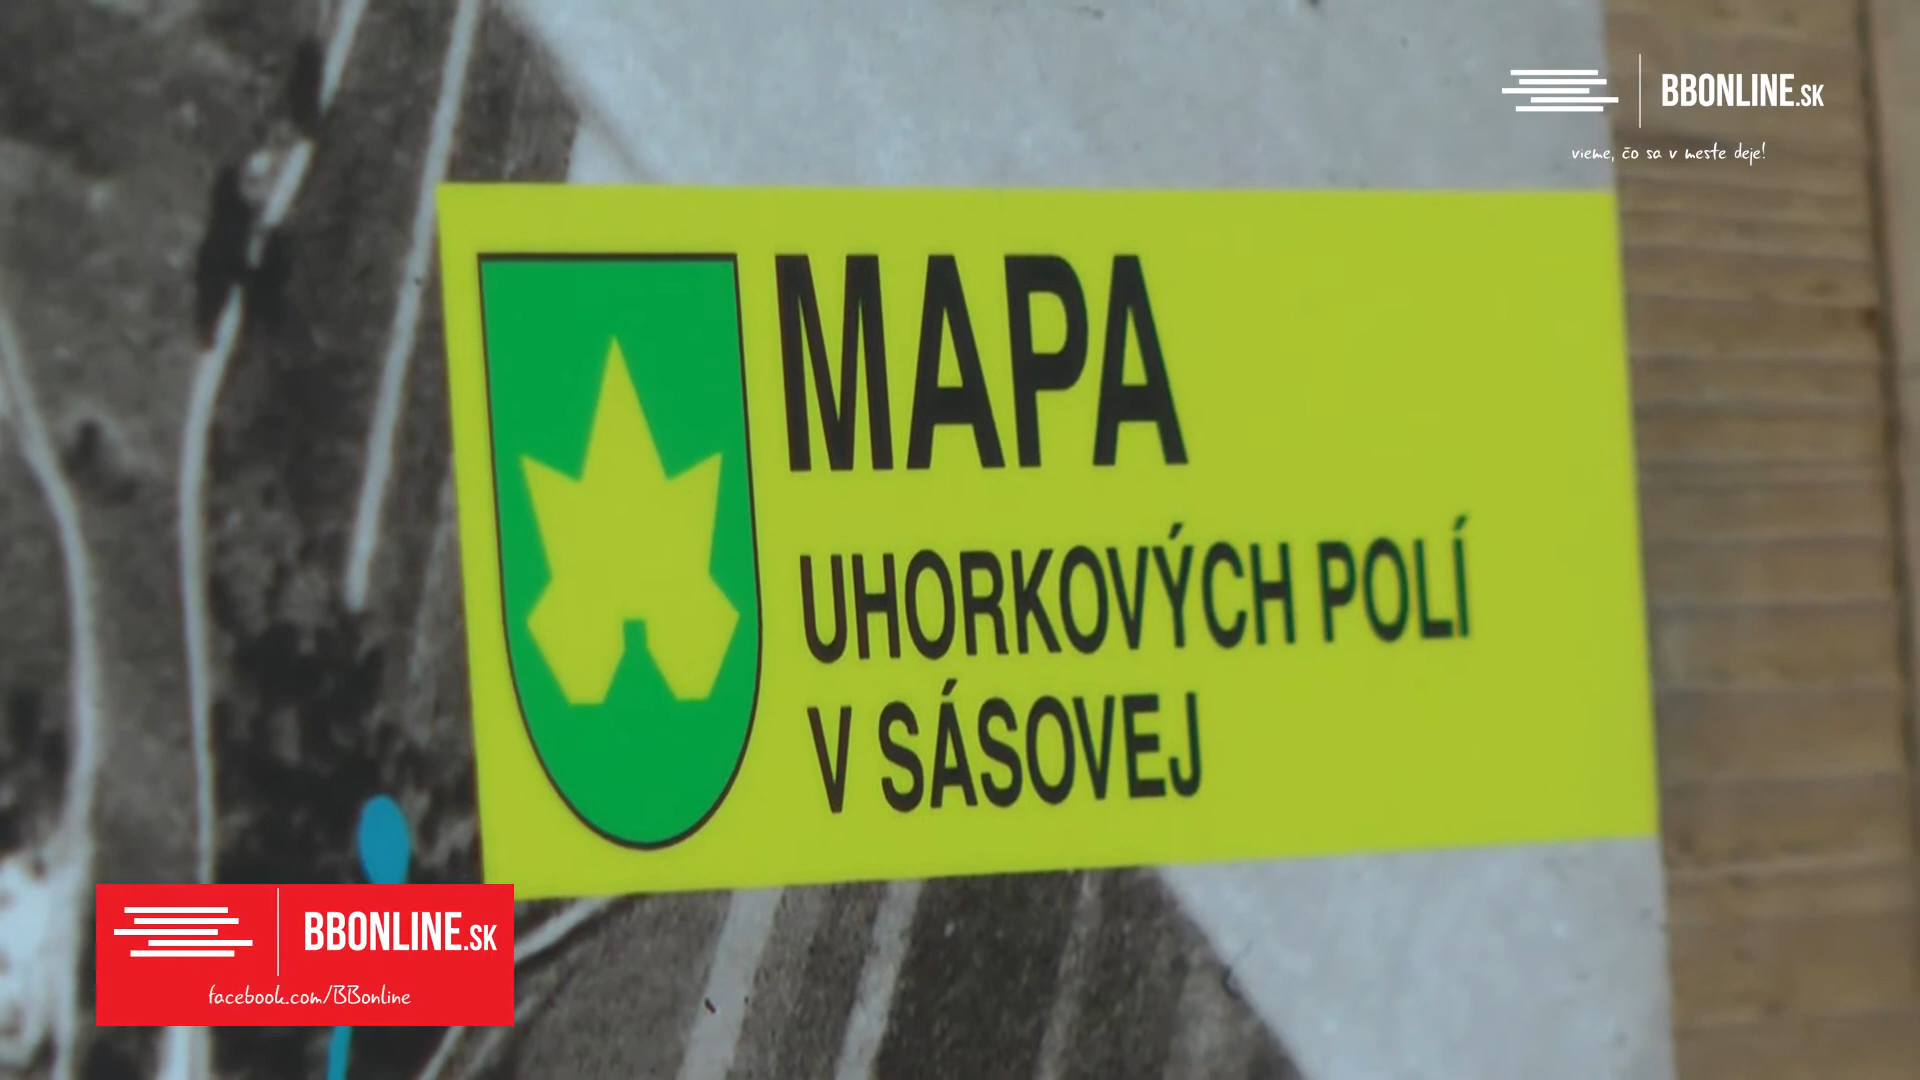 BBONLINE.SK
vieme, čo sa v meste deje!
MAPA
UHORKOVÝCH POLÍ
V SÁSOVEJ
BBONLINE.SK
facebook.com/BBonline